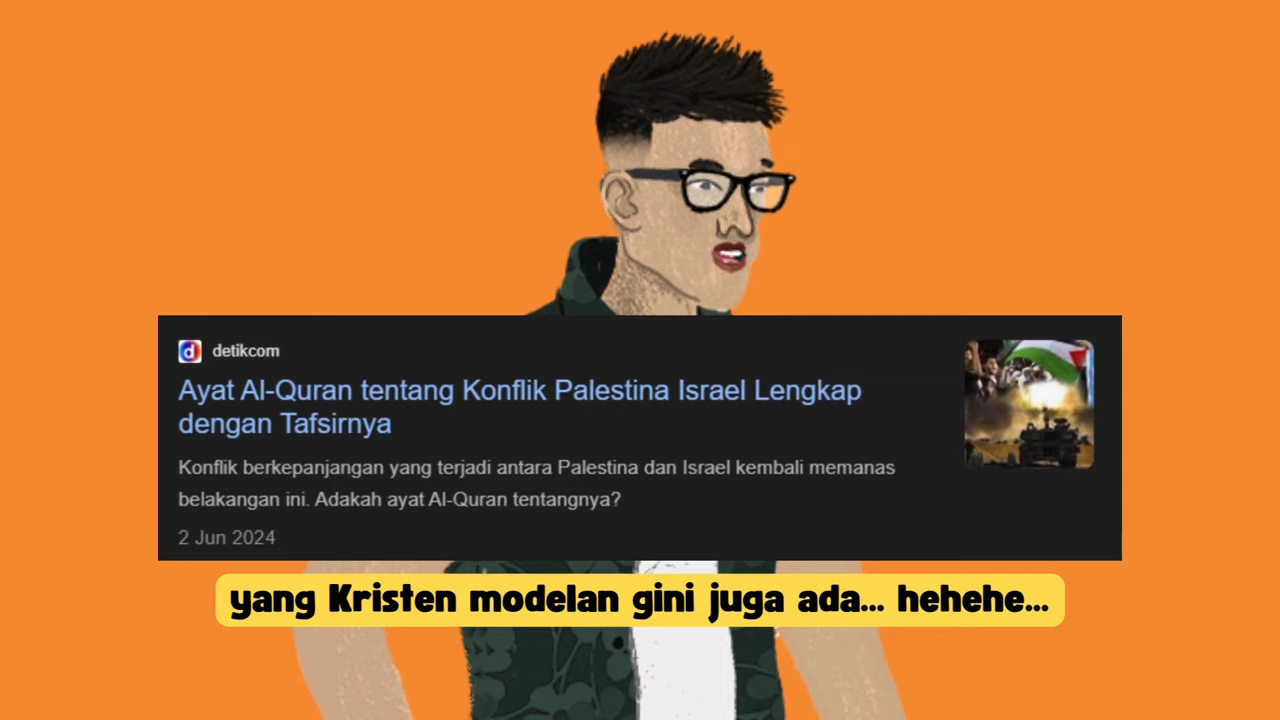 detikcom
Ayat Al-Quran tentang Konflik Palestina Israel Lengkap
dengan Tafsirnya
Konflik berkepanjangan yang terjadi antara Palestina dan Israel kembali memanas
belakangan ini. Adakah ayat Al-Quran tentangnya?
2 Jun 2024
yang Kristen modelan gini juga ada... hehehe...